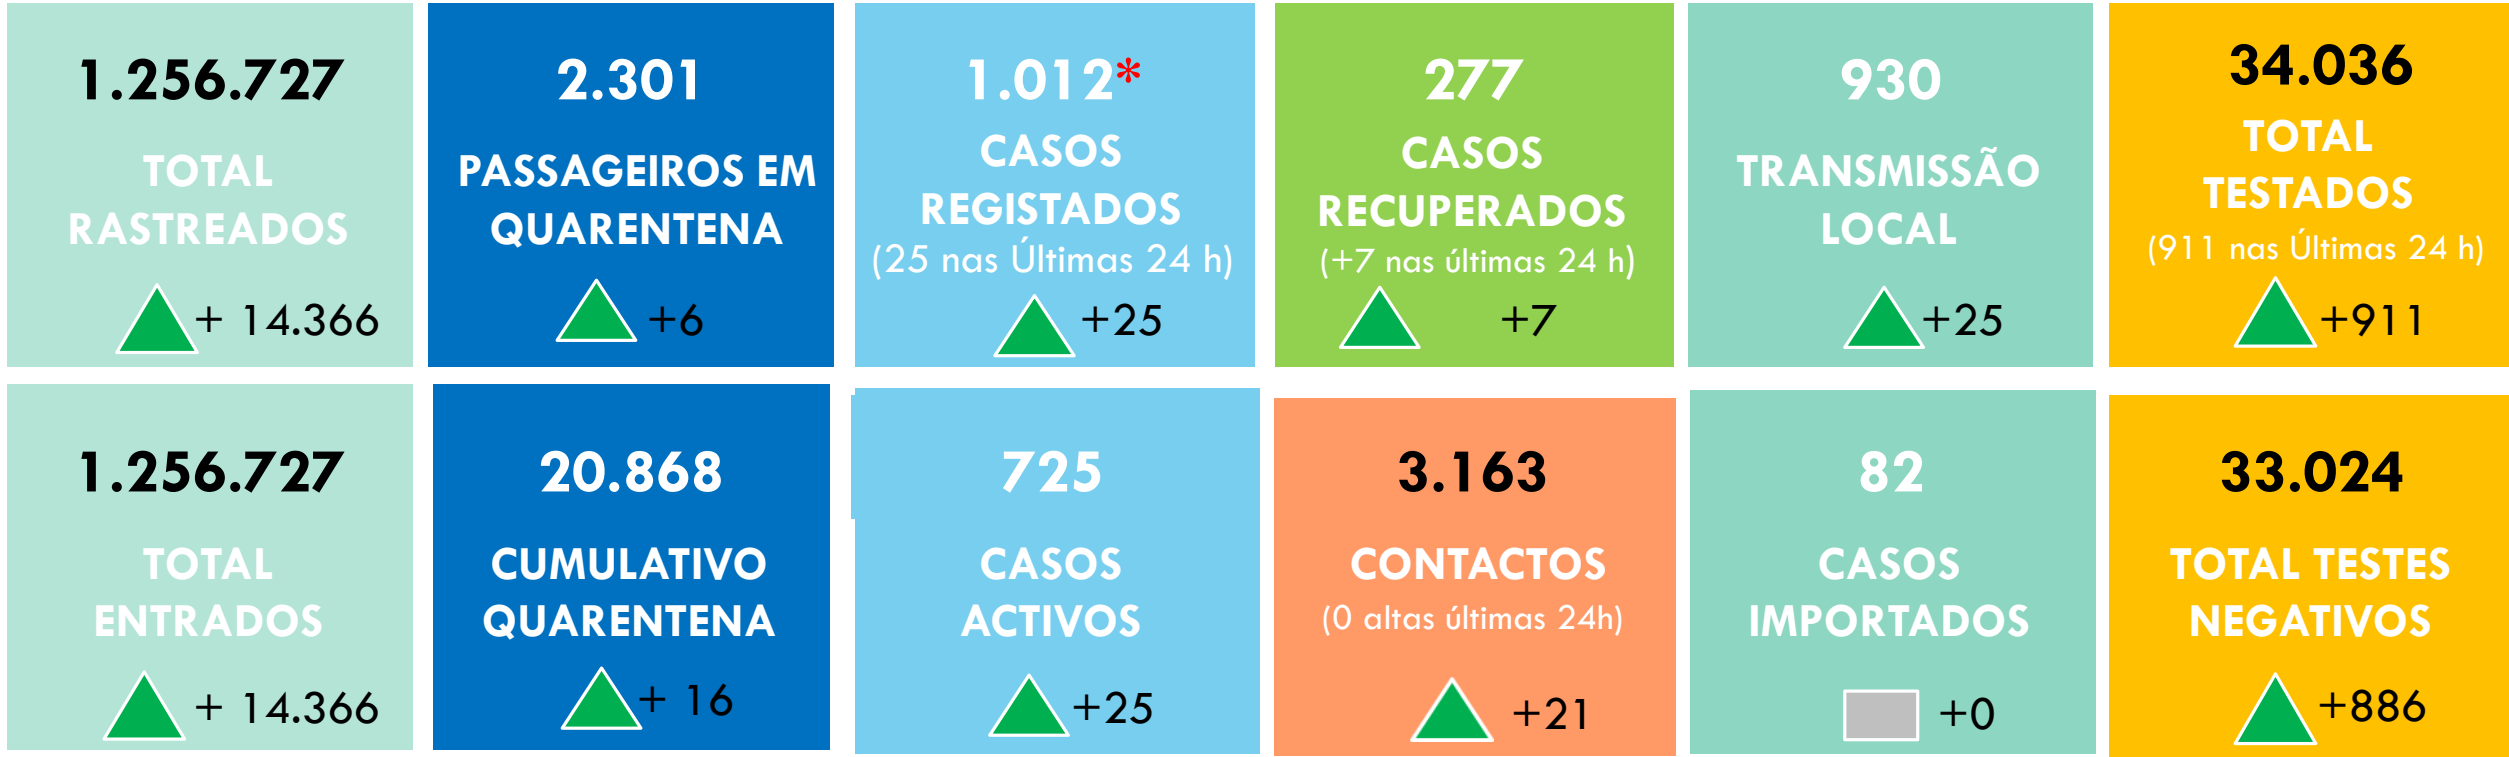 1.256.727
TOTAL
RASTREADOS
+ 14.366
2.301
PASSAGEIROS EM
QUARENTENA
+6
1.012*
CASOS
REGISTADOS
(25 nas Últimas 24 h)
+25
277
CASOS
RECUPERADOS
(+7 nas últimas 24 h)
+7
930
TRANSMISSÃO
LOCAL
+25
34.036
TOTAL
TESTADOS
(911 nas Últimas 24 h)
+911
1.256.727
TOTAL
ENTRADOS
+ 14.366
20.868
CUMULATIVO
QUARENTENA
+ 16
725
CASOS
ACTIVOS
+25
3.163
CONTACTOS
(0 altas últimas 24h)
+21
82
CASOS
IMPORTADOS
+0
33.024
TOTAL TESTES
NEGATIVOS
+886